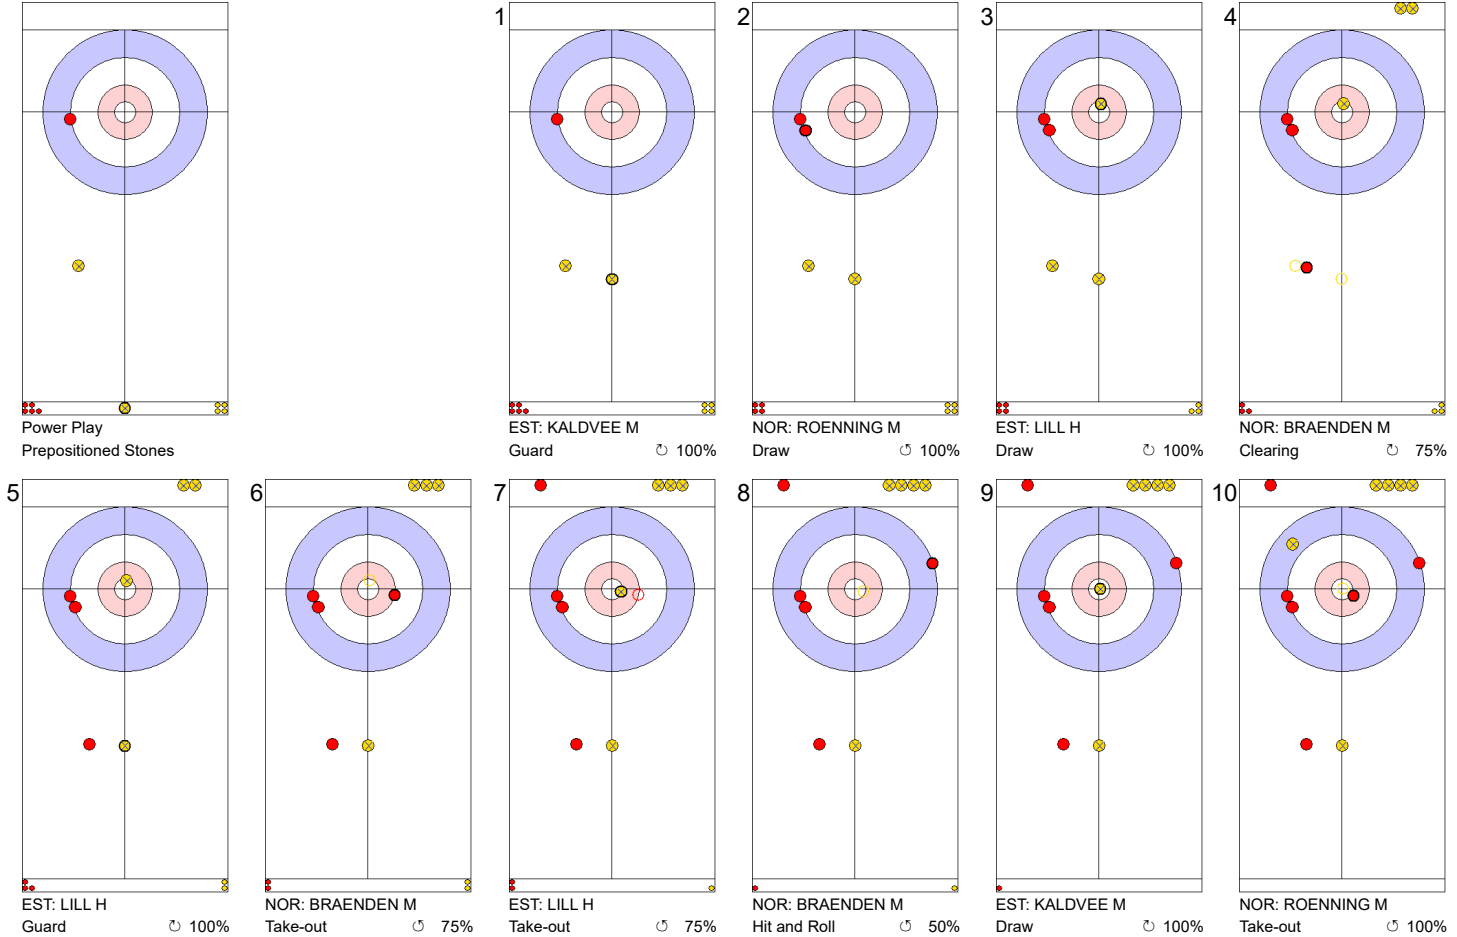 1
2
3
4
Power Play
Prepositioned Stones
EST: KALDVEE M
Guard ↻ 100%
NOR: ROENNING M
Draw ↺ 100%
EST: LILL H
Draw ↻ 100%
NOR: BRAENDEN M
Clearing ↻ 75%
5
6
7
8
9
10
EST: LILL H
Guard ↻ 100%
NOR: BRAENDEN M
Take-out ↺ 75%
EST: LILL H
Take-out ↺ 75%
NOR: BRAENDEN M
Hit and Roll ↺ 50%
EST: KALDVEE M
Draw ↻ 100%
NOR: ROENNING M
Take-out ↺ 100%